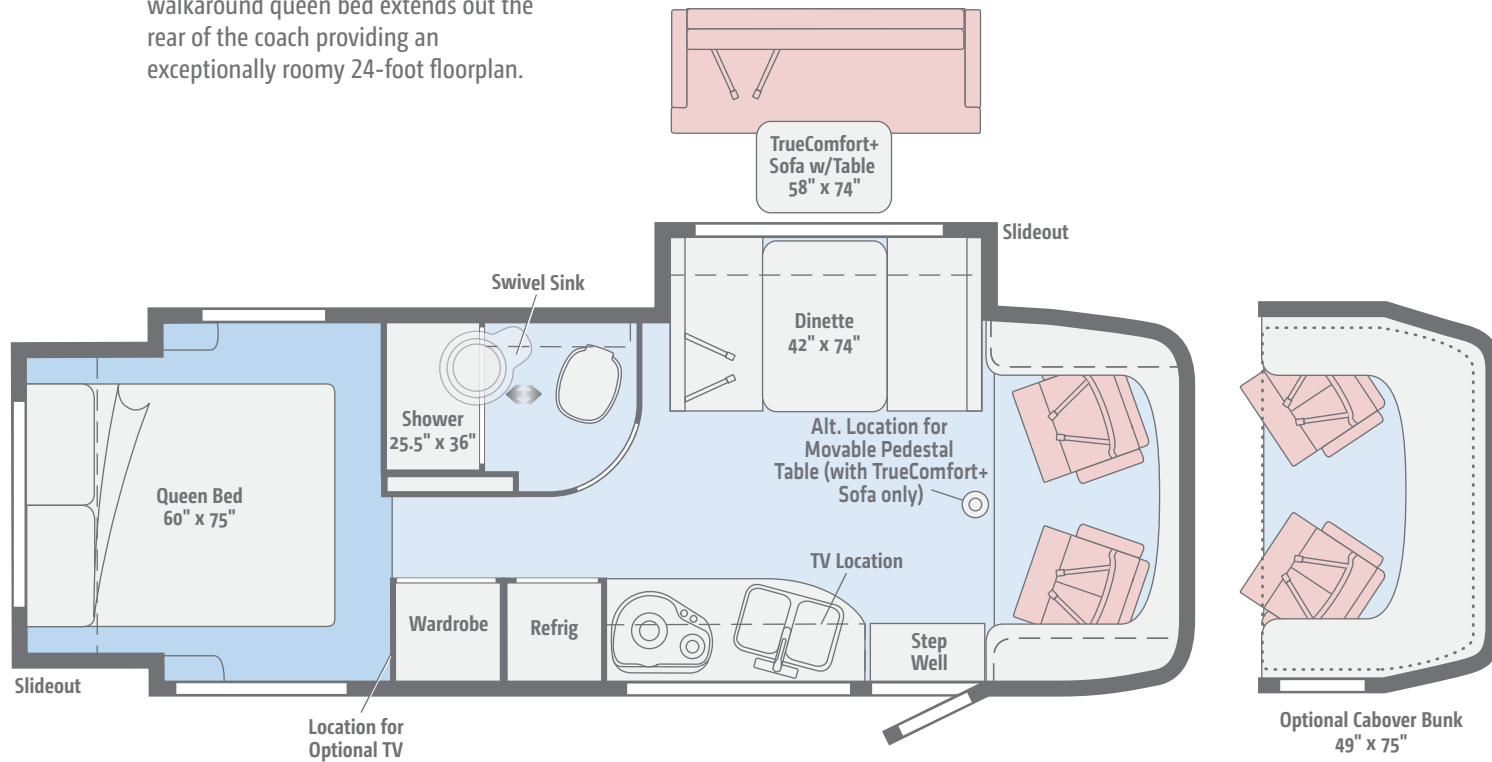 walkaround queen bed extends out the
rear of the coach providing an
exceptionally roomy 24-foot floorplan.
TrueComfort+
Sofa w/Table
58" x 74"
Slideout
Swivel Sink
Dinette
42" x 74"
Shower
25.5" x 36"
Alt. Location for
Movable Pedestal
Table (with TrueComfort+
Sofa only)
Queen Bed
60" x 75"
TV Location
Wardrobe
Refrig
Step
Well
Slideout
Location for
Optional TV
Optional Cabover Bunk
49" x 75"